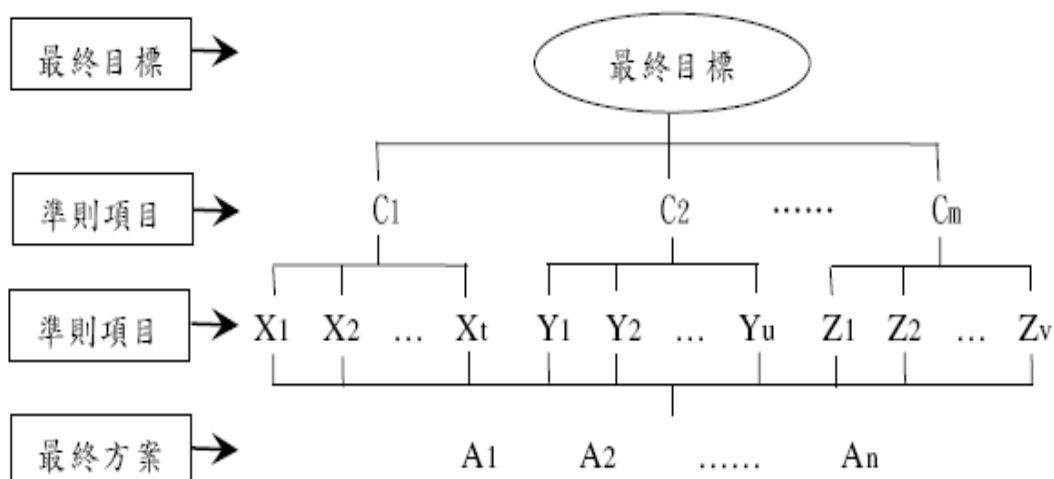 最終目標 最終目標
準則項目 C1 C2 …… Cm
準則項目 X1 X2 … Xt Y1 Y2 … Yu Z1 Z2 … Zv
最終方案 A1 A2 …… An